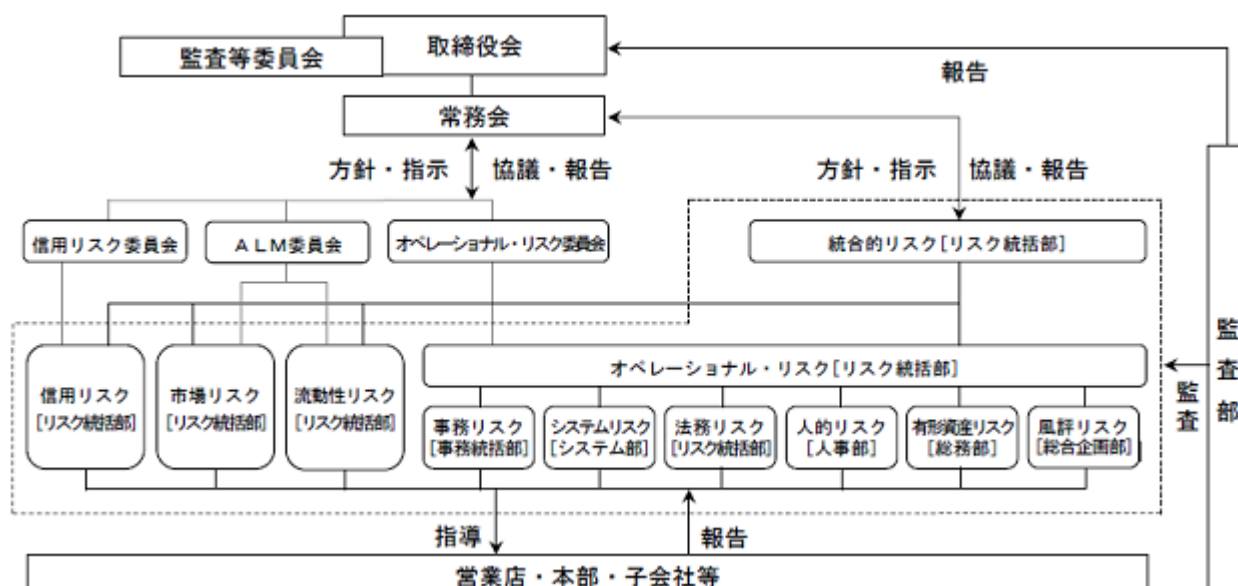 取締役会
監査等委員会
報告
常務会
方針・指示
協議・報告
方針・指示
協議・報告
信用リスク委員会
ALM委員会
オペレーショナル・リスク委員会
統合的リスク[リスク統括部]
監査部
監査
信用リスク
[リスク統括部]
市場リスク
[リスク統括部]
流動性リスク
[リスク統括部]
オペレーショナル・リスク[リスク統括部]
事務リスク
[事務統括部]
システムリスク
[システム部]
法務リスク
[リスク統括部]
人的リスク
[人事部]
有形資産リスク
[総務部]
風評リスク
[総合企画部]
指導
報告
営業店・本部・子会社等